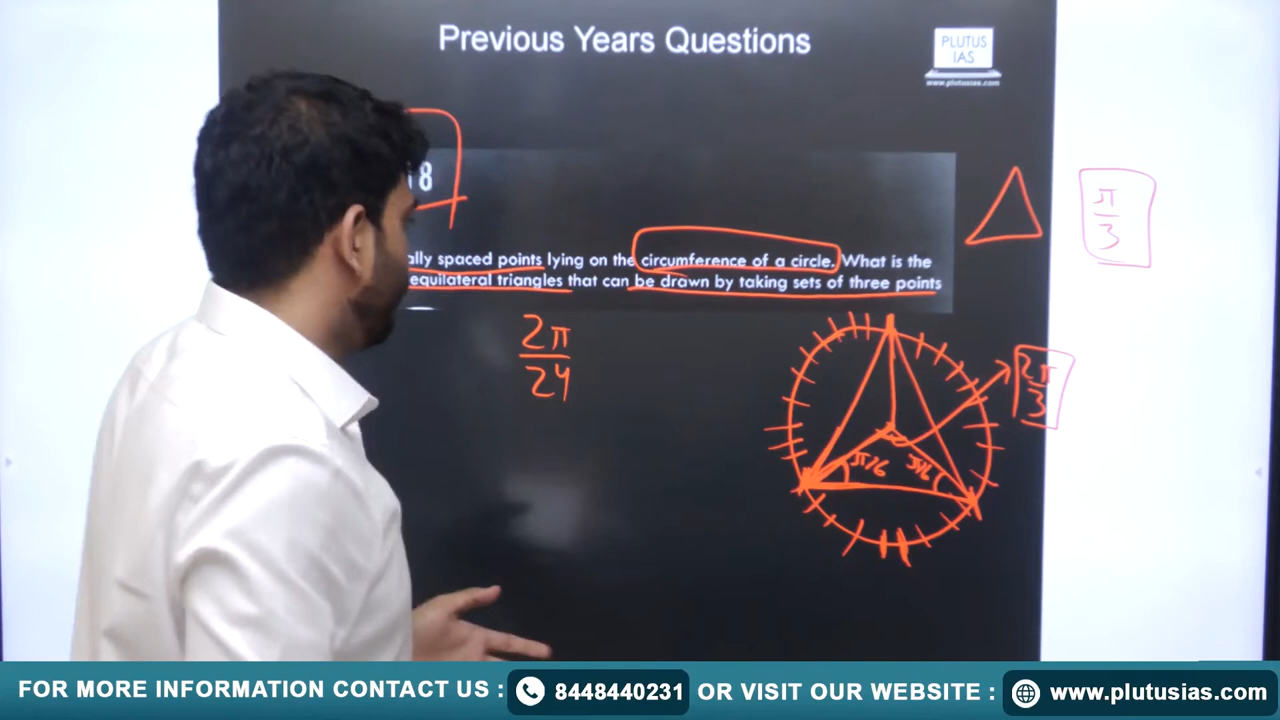 Previous Years Questions
PLUTUS
IAS
www.plutusias.com
8
ally spaced points lying on the circumference of a circle. What is the
equilateral triangles that can be drawn by taking sets of three points
π/3
2π/24
2π/3
π/6 π/6
FOR MORE INFORMATION CONTACT US : 8448440231 OR VISIT OUR WEBSITE : www.plutusias.com